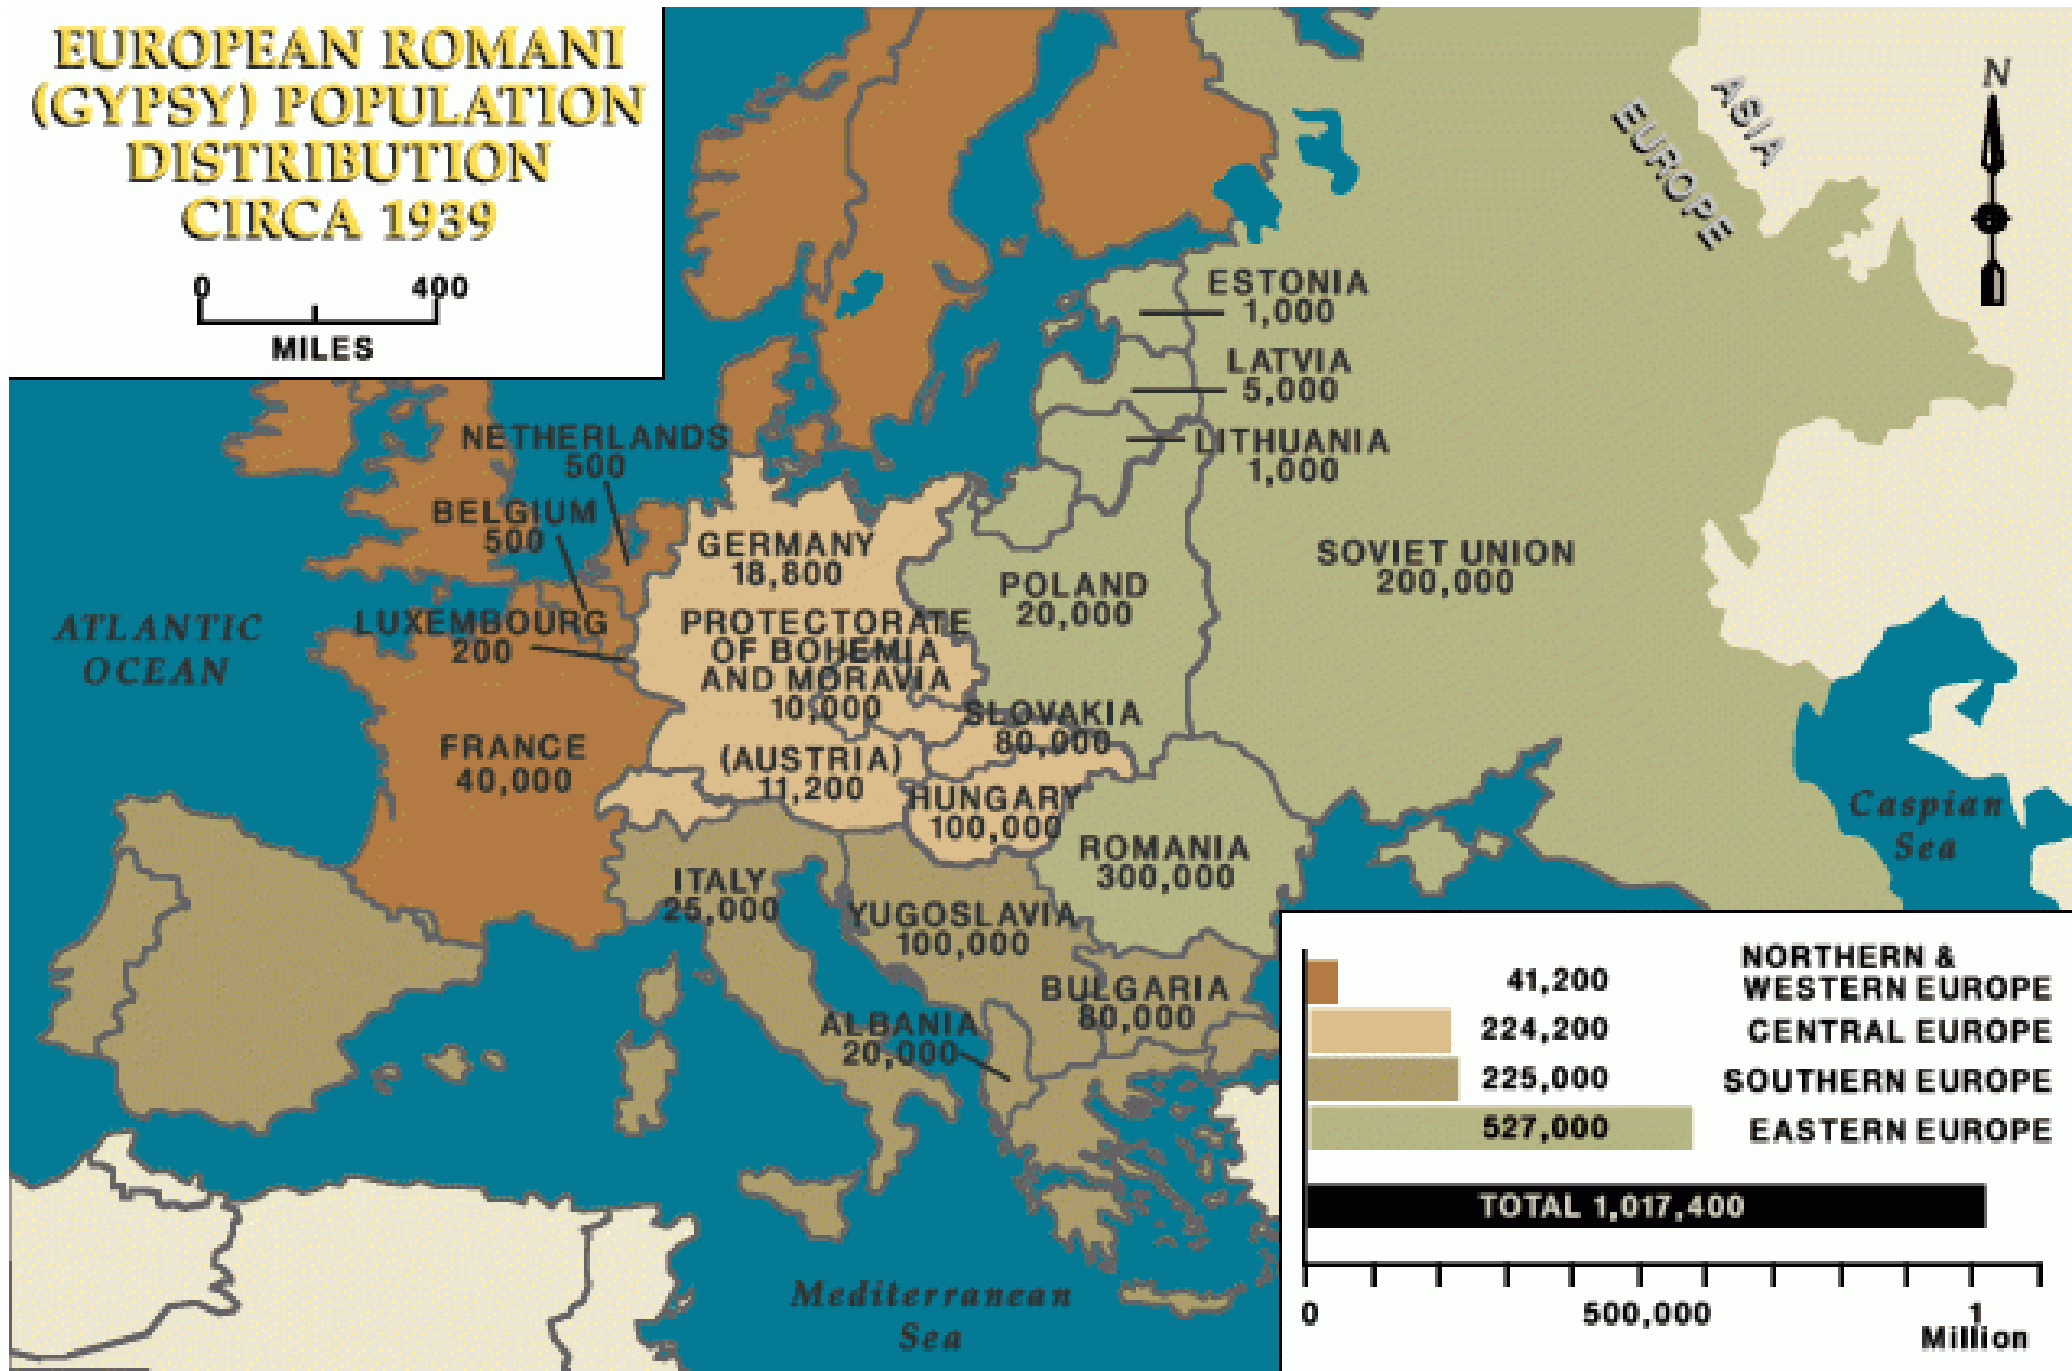 EUROPEAN ROMANI
(GYPSY) POPULATION
DISTRIBUTION
CIRCA 1939
0 400
MILES
N
ASIA
EUROPE
ESTONIA
1,000
LATVIA
5,000
LITHUANIA
1,000
NETHERLANDS
500
BELGIUM
500
LUXEMBOURG
200
GERMANY
18,800
POLAND
20,000
SOVIET UNION
200,000
PROTECTORATE
OF BOHEMIA
AND MORAVIA
10,000
SLOVAKIA
80,000
ATLANTIC
OCEAN
FRANCE
40,000
(AUSTRIA)
11,200
HUNGARY
100,000
ROMANIA
300,000
Caspian
Sea
ITALY
25,000
YUGOSLAVIA
100,000
BULGARIA
80,000
ALBANIA
20,000
Mediterranean
Sea
41,200 NORTHERN &
WESTERN EUROPE
224,200 CENTRAL EUROPE
225,000 SOUTHERN EUROPE
527,000 EASTERN EUROPE
TOTAL 1,017,400
0 500,000 1
Million